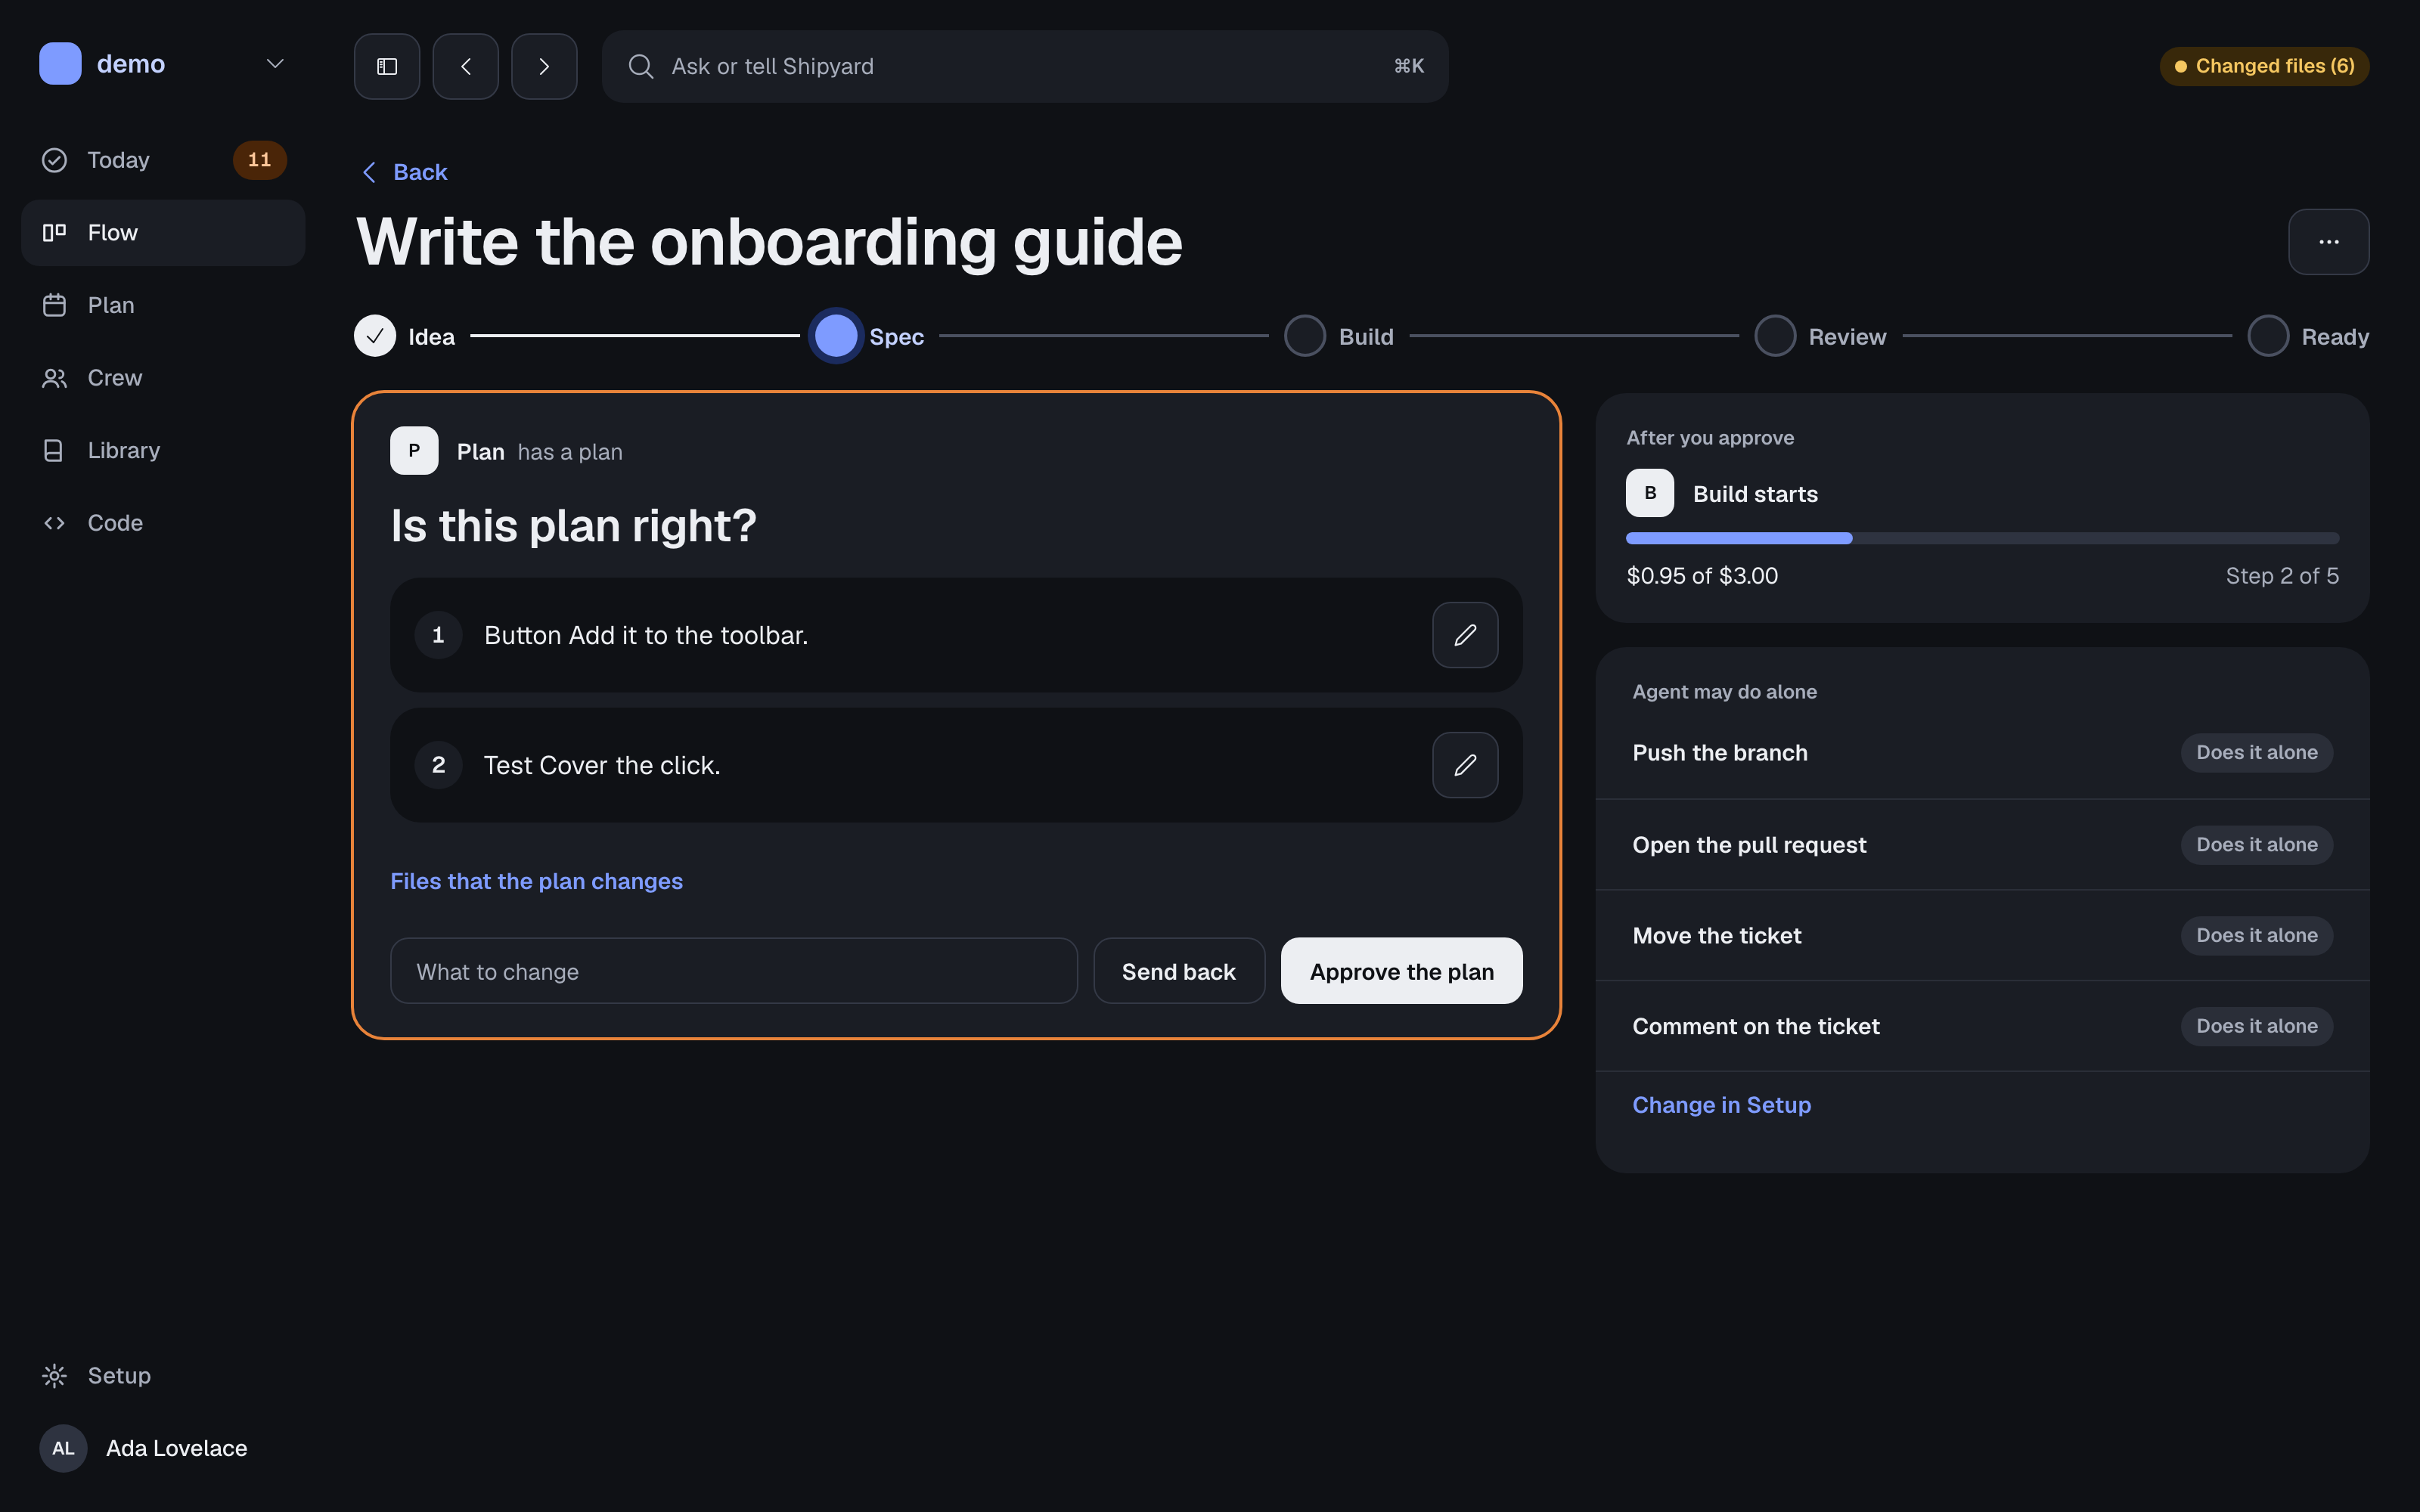 demo
Ask or tell Shipyard
⌘K
Changed files (6)
Today
11
Flow
Plan
Crew
Library
Code
Back
Write the onboarding guide
...
Idea
Spec
Build
Review
Ready
P
Plan has a plan
Is this plan right?
1
Button Add it to the toolbar.
2
Test Cover the click.
Files that the plan changes
What to change
Send back
Approve the plan
After you approve
B
Build starts
$0.95 of $3.00
Step 2 of 5
Agent may do alone
Push the branch
Does it alone
Open the pull request
Does it alone
Move the ticket
Does it alone
Comment on the ticket
Does it alone
Change in Setup
Setup
AL
Ada Lovelace